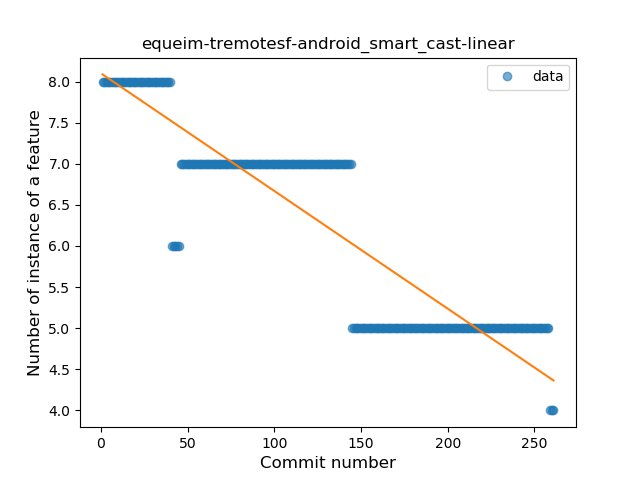 equeim-tremotesf-android_smart_cast-linear
data
Number of instance of a feature
8.0
7.5
7.0
6.5
6.0
5.5
5.0
4.5
4.0
0 50 100 150 200 250
Commit number